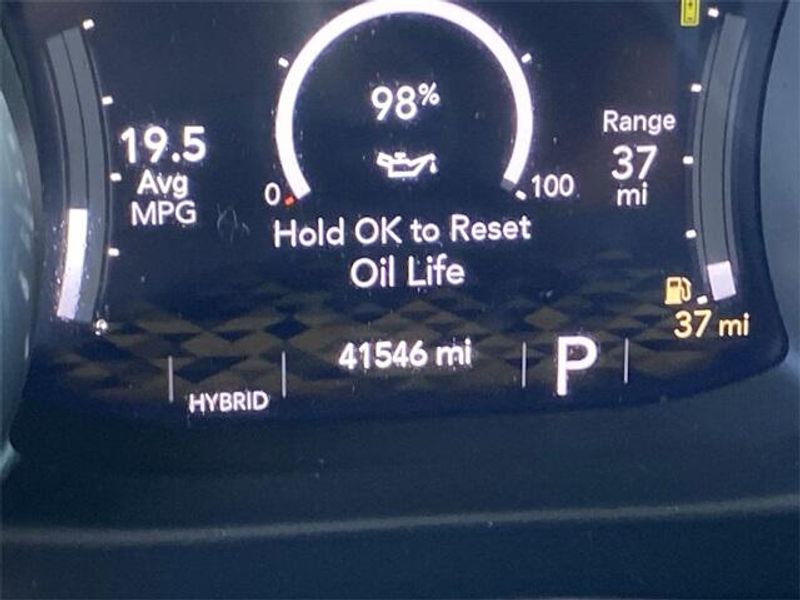 98%
19.5
Avg
MPG
Range
37
mi
0
100
Hold OK to Reset
Oil Life
37 mi
41546 mi
P
HYBRID